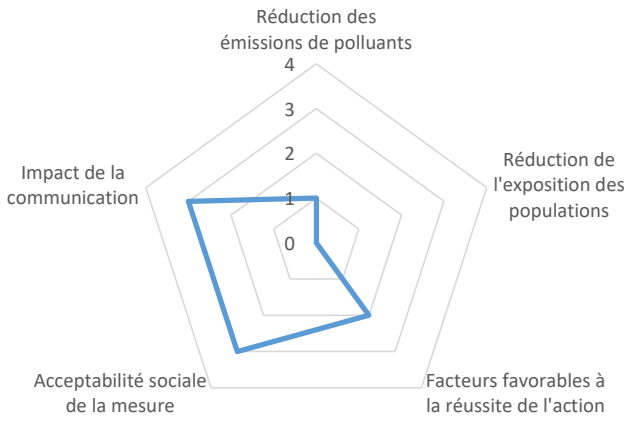 Réduction des
émissions de polluants
4
3
2
1
0
Réduction de
l'exposition des
populations
Facteurs favorables à
la réussite de l'action
Acceptabilité sociale
de la mesure
Impact de la
communication